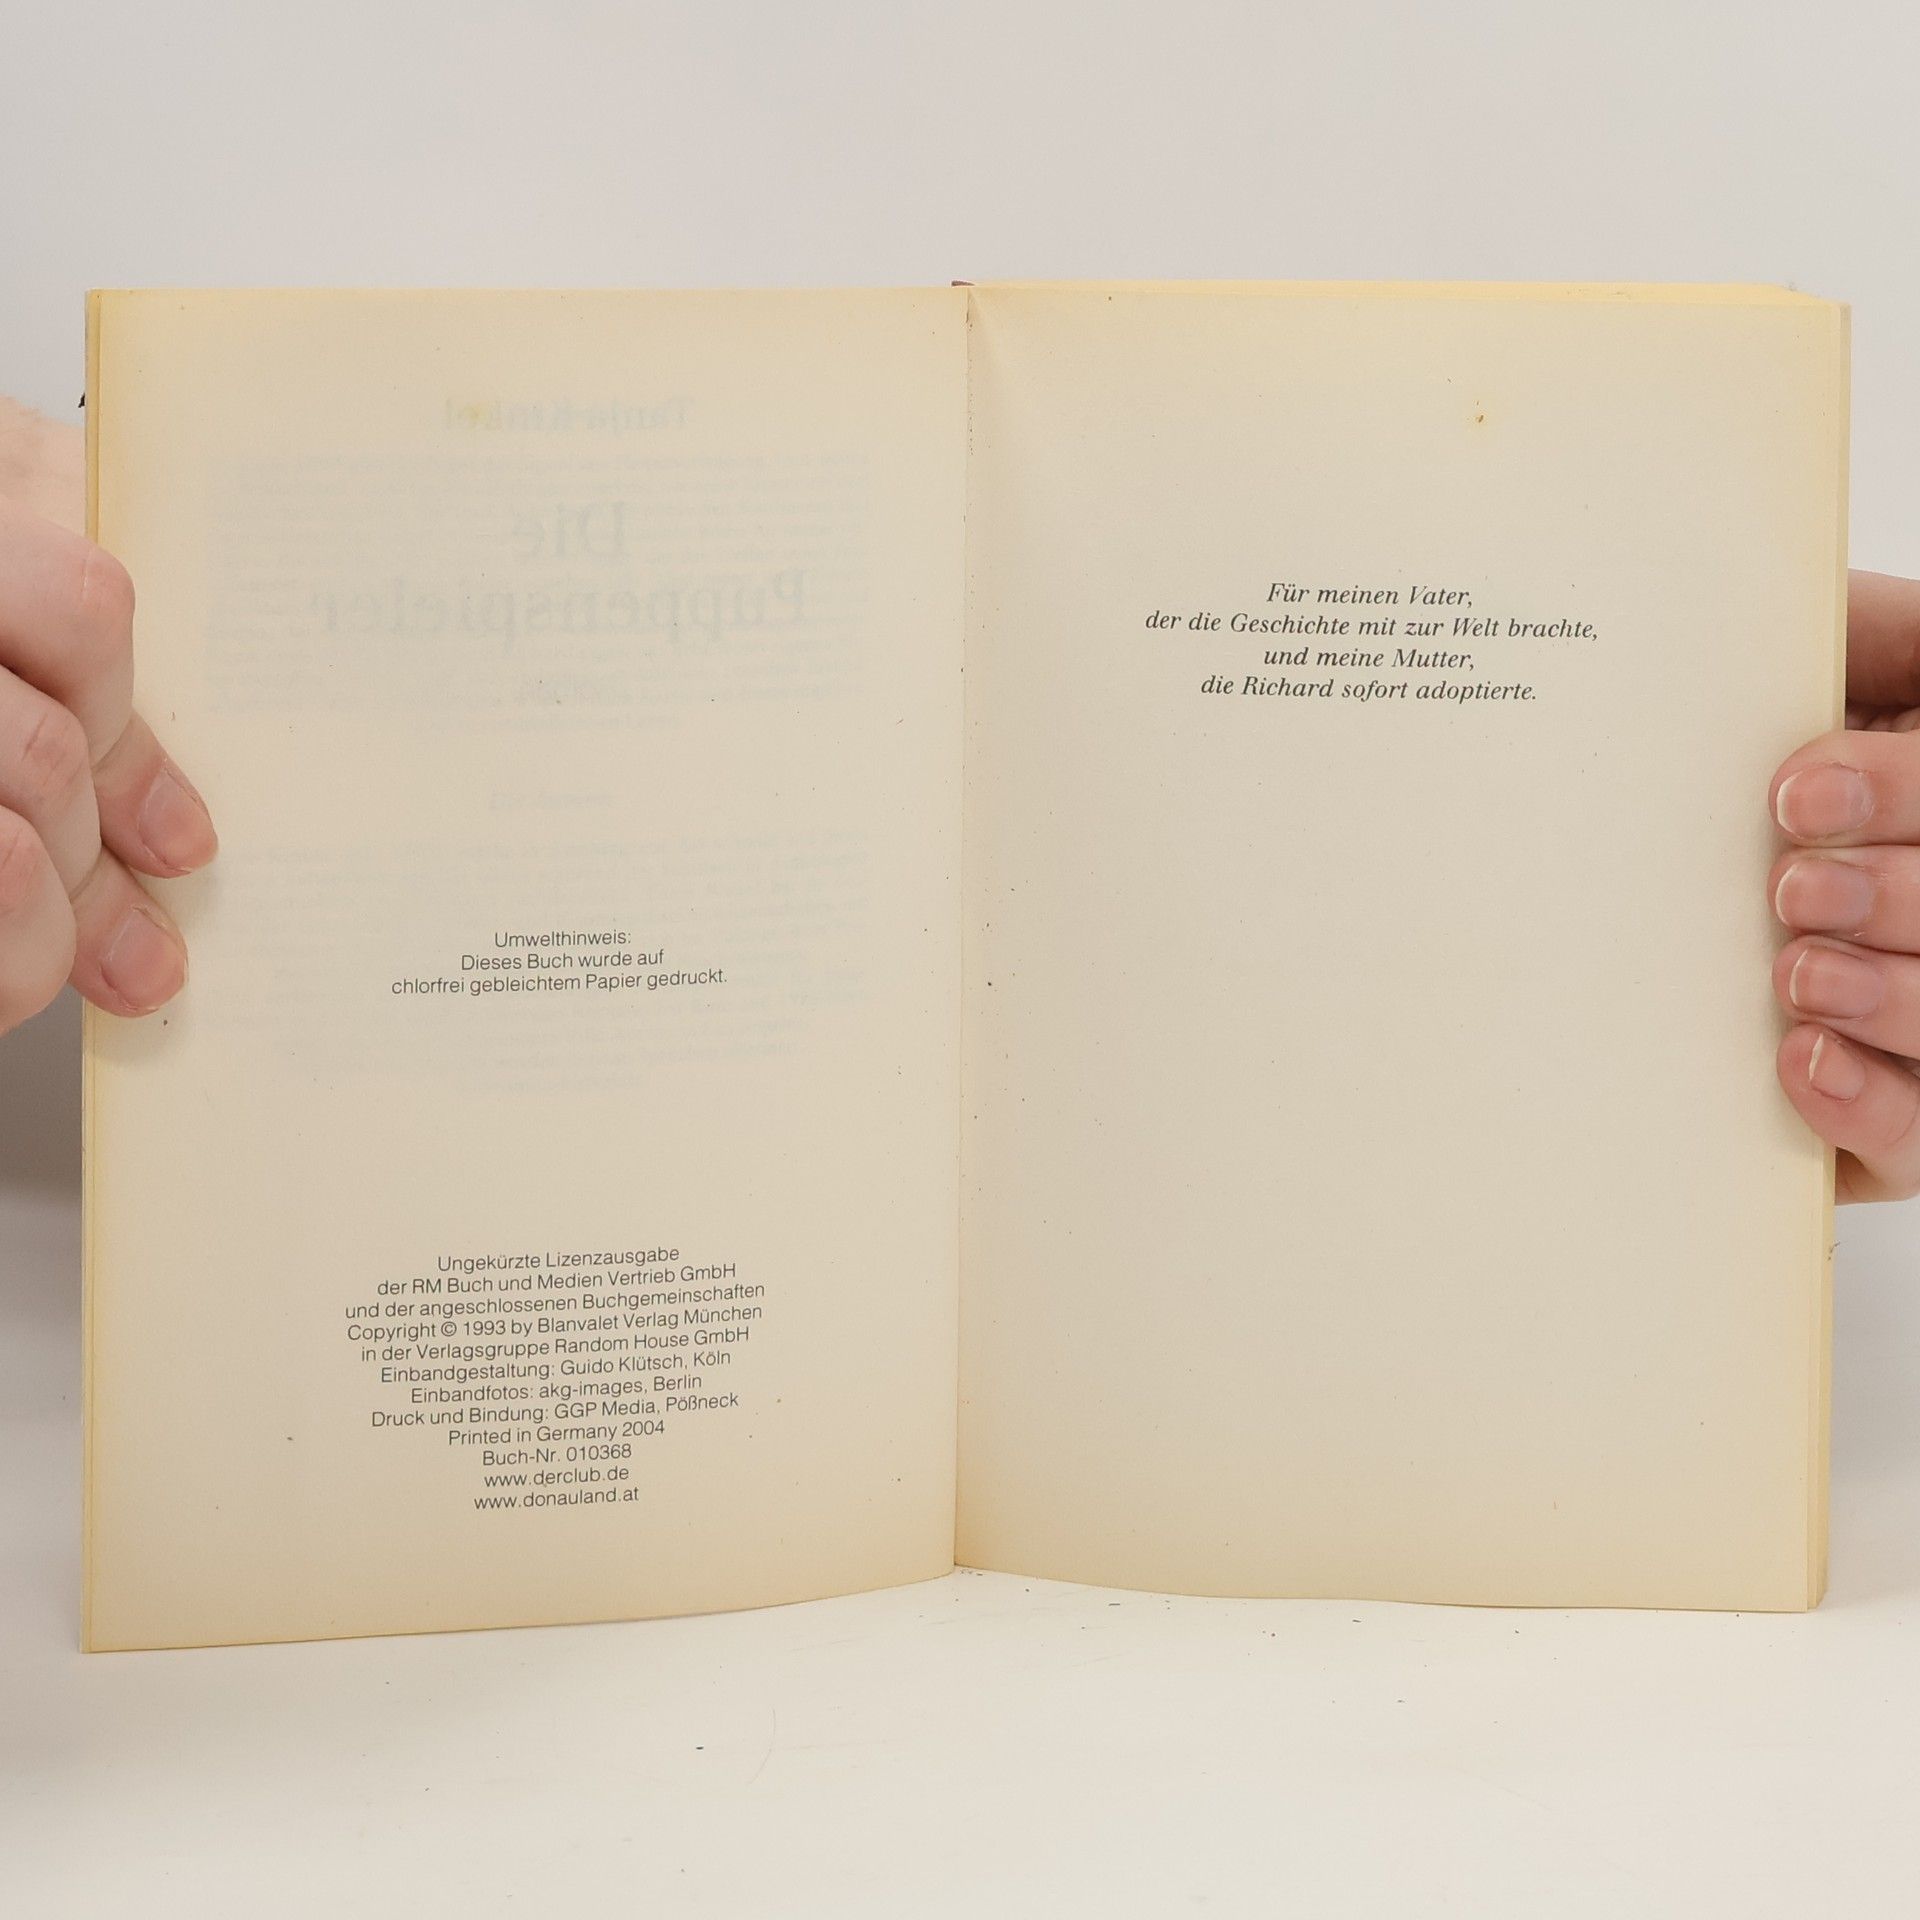 Tanja Kinkel
Die
Puppenspieler
Umwelthinweis:
Dieses Buch wurde auf
chlorfrei gebleichtem Papier gedruckt.
Ungekürzte Lizenzausgabe
der RM Buch und Medien Vertrieb GmbH
und der angeschlossenen Buchgemeinschaften
Copyright © 1993 by Blanvalet Verlag München
in der Verlagsgruppe Random House GmbH
Einbandgestaltung: Guido Klütsch, Köln
Einbandfotos: akg-images, Berlin
Druck und Bindung: GGP Media, Pößneck
Printed in Germany 2004
Buch-Nr. 010368
www.derclub.de
www.donauland.at
Für meinen Vater,
der die Geschichte mit zur Welt brachte,
und meine Mutter,
die Richard sofort adoptierte.